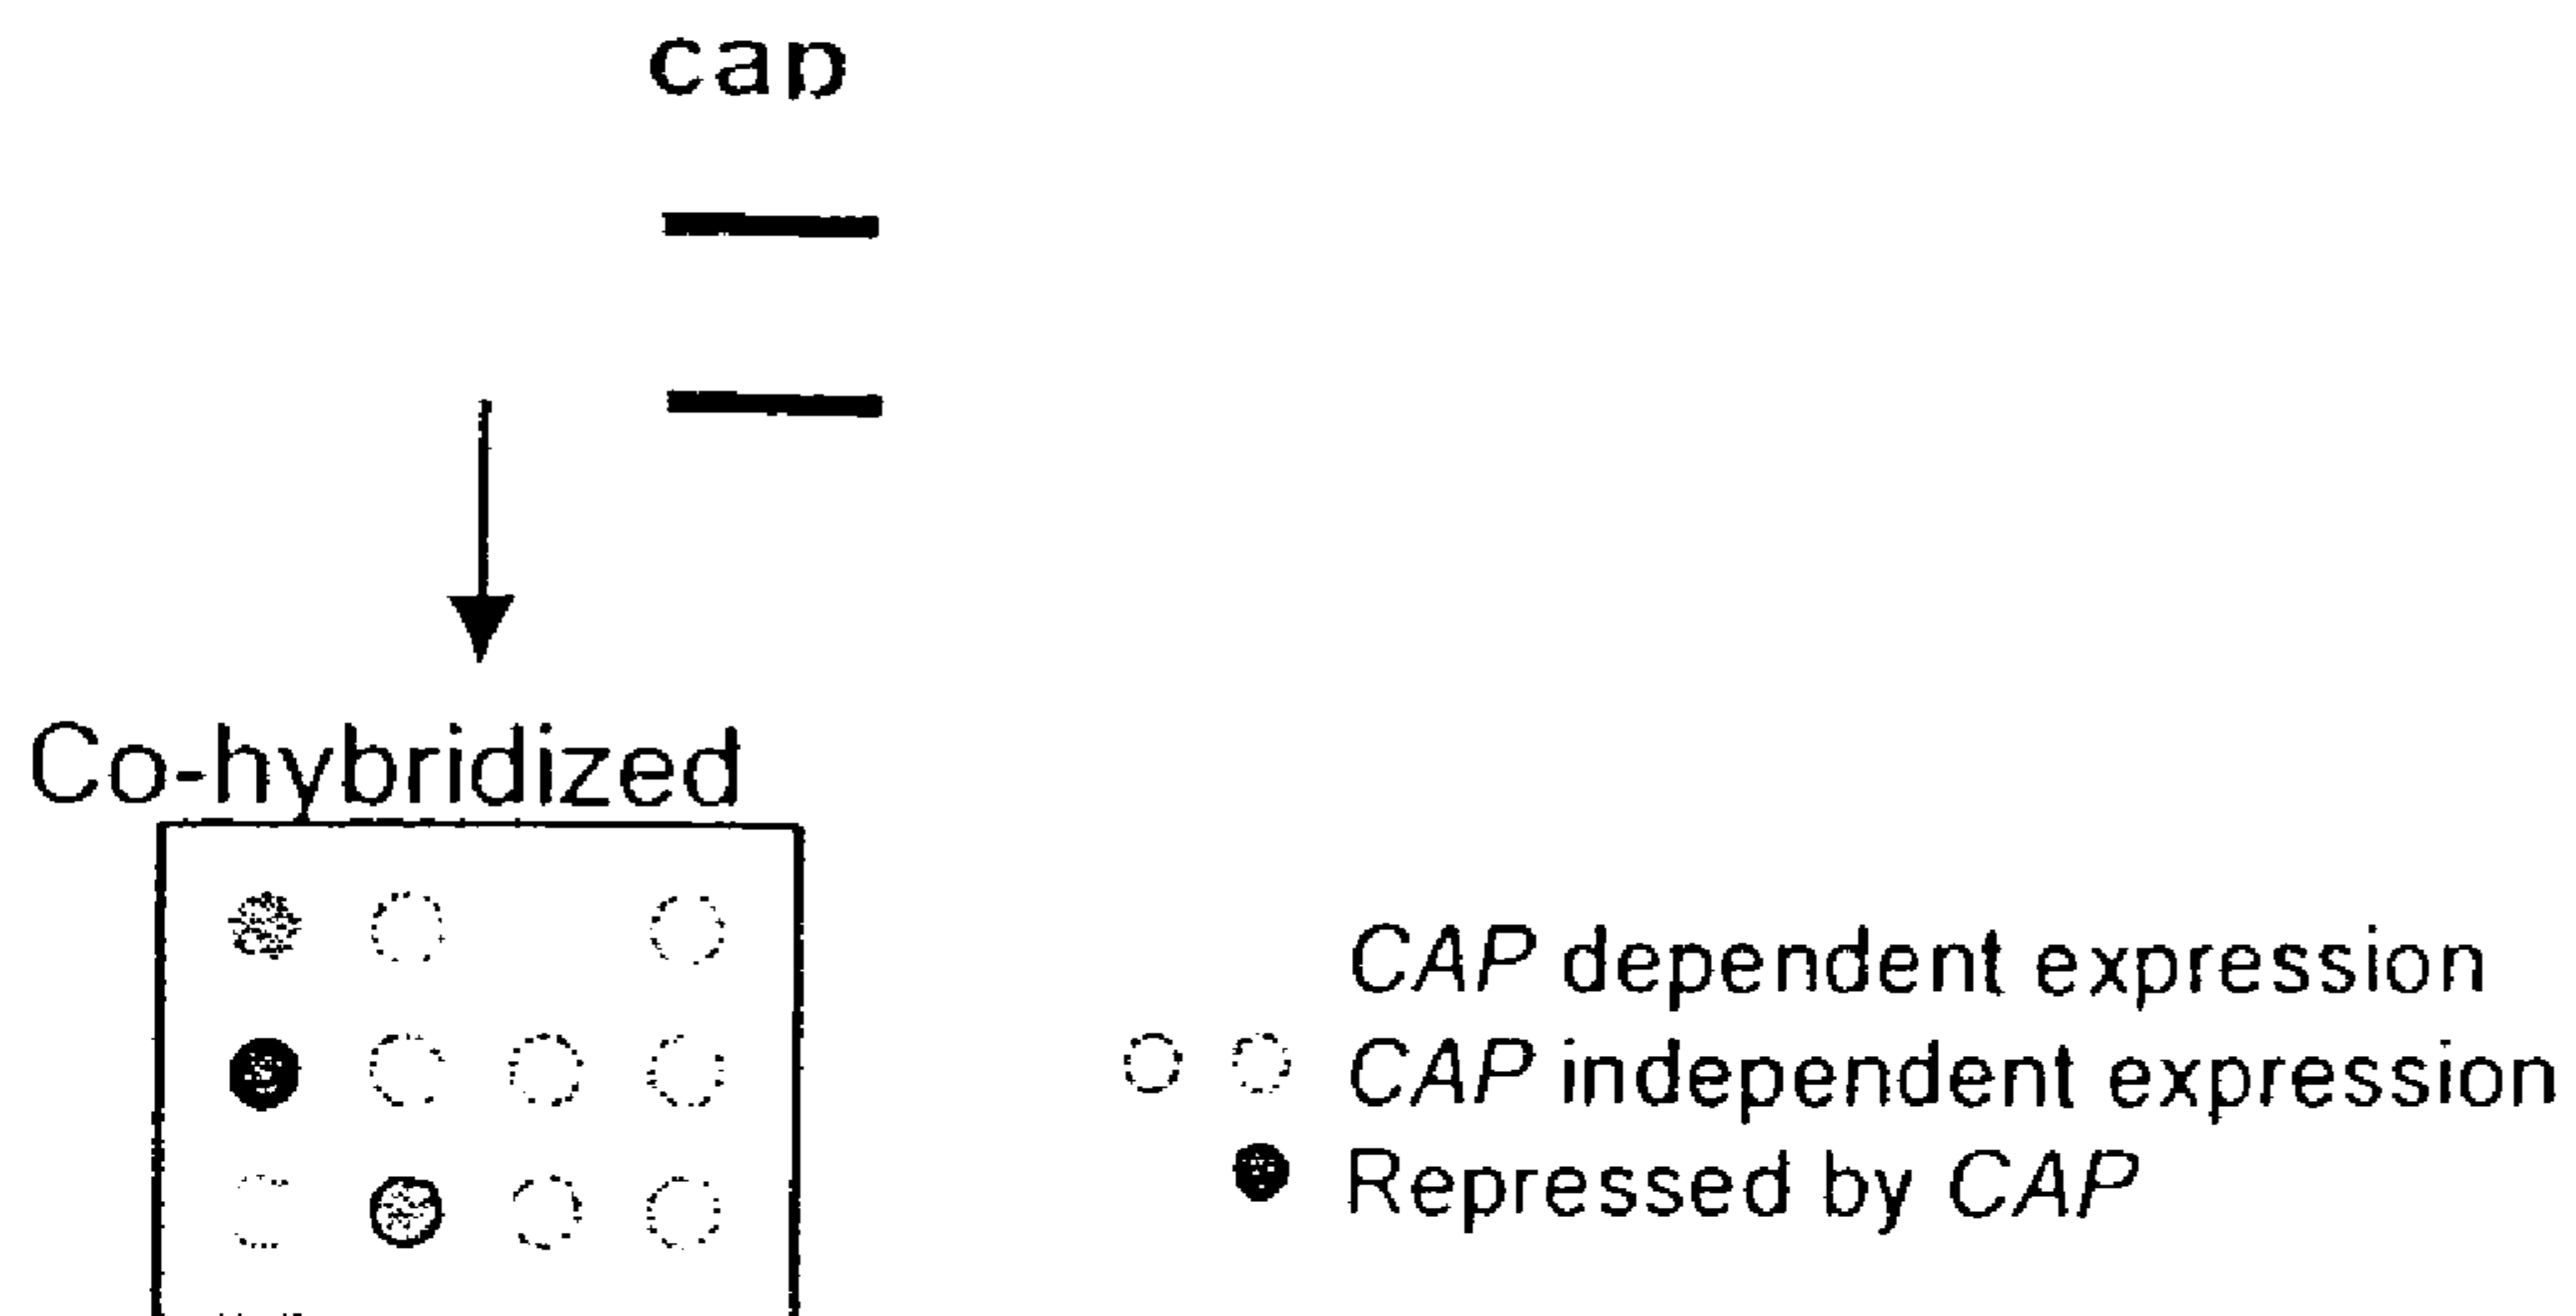 cap
Co-hybridized
CAP dependent expression
CAP independent expression
Repressed by CAP